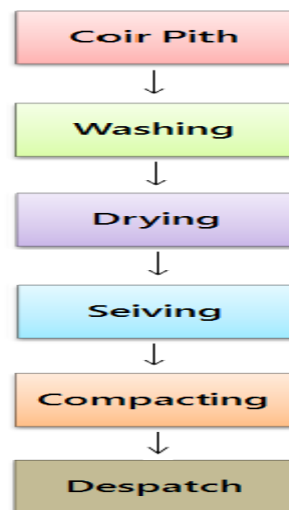 Coir Pith
Washing
Drying
Seiving
Compacting
Despatch